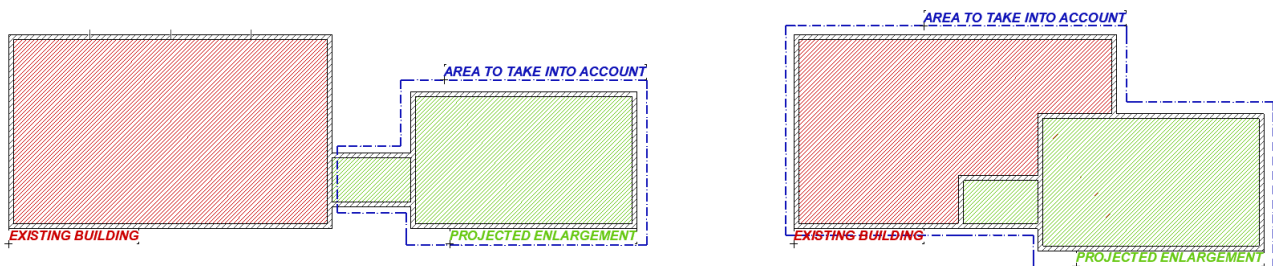 AREA TO TAKE INTO ACCOUNT
EXISTING BUILDING
PROJECTED ENLARGEMENT
AREA TO TAKE INTO ACCOUNT
EXISTING BUILDING
PROJECTED ENLARGEMENT